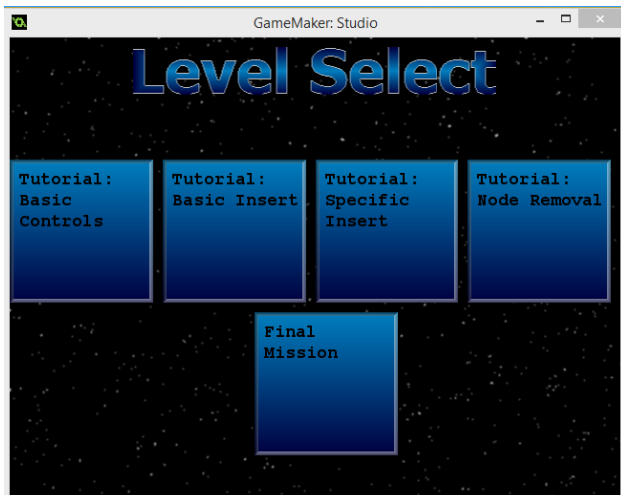 GameMaker: Studio
Level Select
Tutorial:
Basic
Controls
Tutorial:
Basic Insert
Tutorial:
Specific
Insert
Tutorial:
Node Removal
Final
Mission